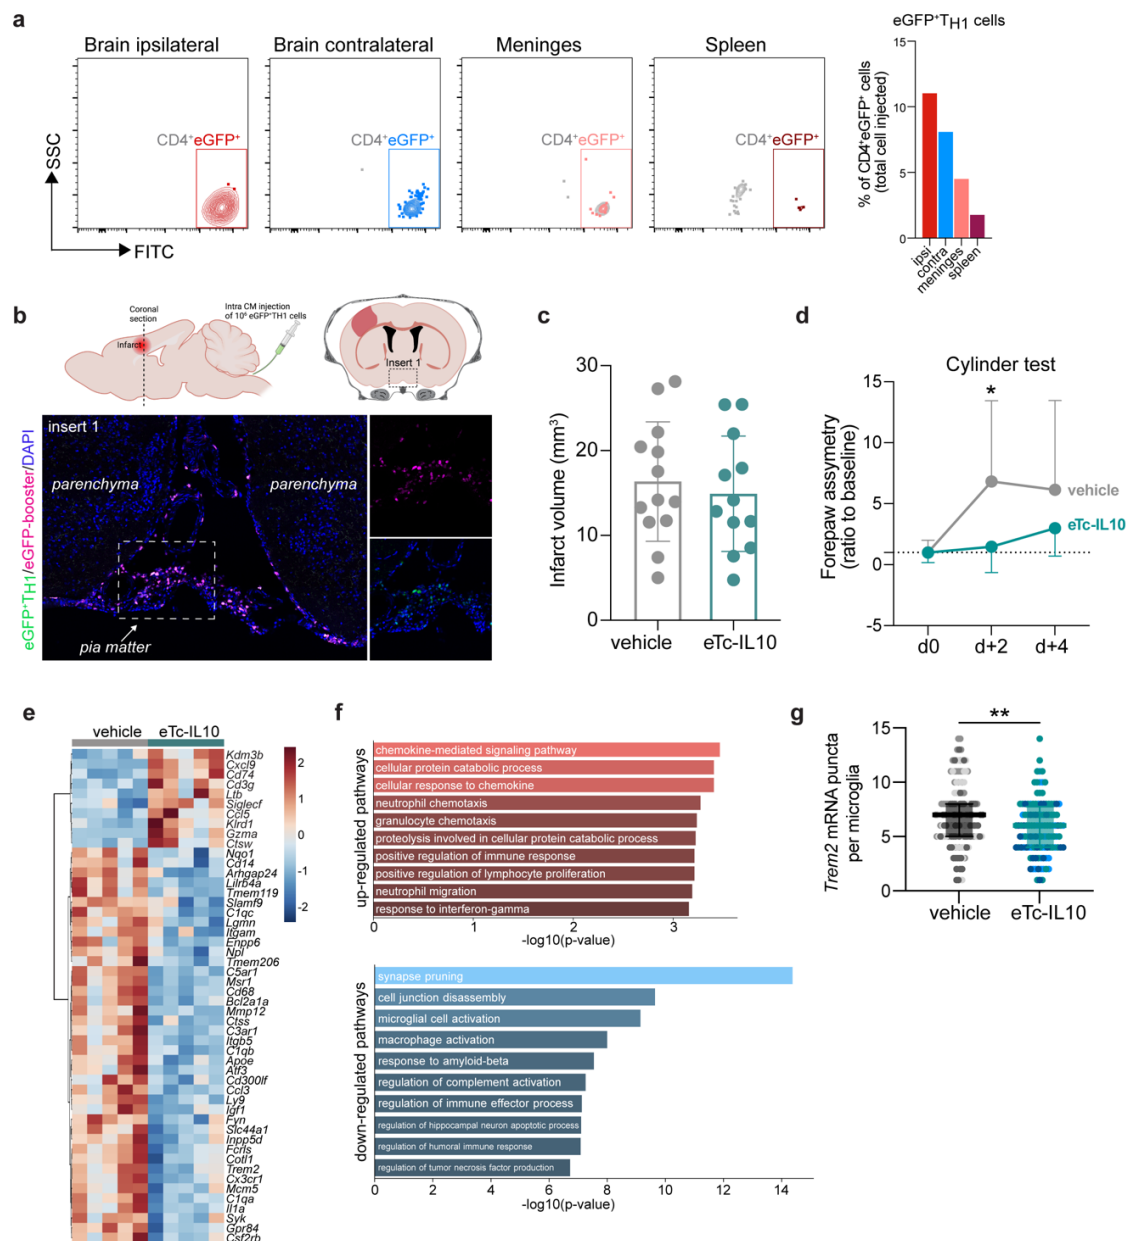 a
Brain ipsilateral
Brain contralateral
Meninges
Spleen
eGFP⁺TH1 cells
CD4⁺eGFP⁺
CD4⁺eGFP⁺
CD4⁺eGFP⁺
CD4⁺eGFP⁺
SSC
FITC
% of CD4⁺eGFP⁺ cells
(total cell injected)
15
10
5
0
ipsi
contra
meninges
spleen
b
Coronal
section
Infarct
Intra CM injection
of 10⁶ eGFP⁺TH1 cells
Insert 1
eGFP⁺TH1/eGFP-booster/DAPI
insert 1
parenchyma
parenchyma
pia matter
c
Infarct volume (mm³)
30
20
10
0
vehicle
eTc-IL10
d
Cylinder test
Forepaw assymetry
(ratio to baseline)
15
10
5
0
-5
*
vehicle
eTc-IL10
d0
d+2
d+4
e
vehicle
eTc-IL10
2
1
0
-1
-2
Kdm3b
Cxcl9
Cd74
Cd3g
Ltb
Siglecf
Ccl5
Klrd1
Gzma
Ctsw
Nqo1
Cd14
Arhgap24
Lilrb4a
Tmem119
Slamf9
C1qc
Lgmn
Itgam
Enpp6
Npl
Tmem206
C5ar1
Msr1
Cd68
Bcl2a1a
Mmp12
Ctss
C3ar1
Itgb5
C1qb
Apoe
Atf3
Cd300lf
Ccl3
Ly9
Igf1
Fyn
Slc44a1
Inpp5d
Fcrls
Cotl1
Trem2
Cx3cr1
Mcm5
C1qa
Il1a
Syk
Gpr84
Csf2rb
f
up-regulated pathways
chemokine-mediated signaling pathway
cellular protein catabolic process
cellular response to chemokine
neutrophil chemotaxis
granulocyte chemotaxis
proteolysis involved in cellular protein catabolic process
positive regulation of immune response
positive regulation of lymphocyte proliferation
neutrophil migration
response to interferon-gamma
0
1
2
3
-log10(p-value)
down-regulated pathways
synapse pruning
cell junction disassembly
microglial cell activation
macrophage activation
response to amyloid-beta
regulation of complement activation
regulation of immune effector process
regulation of hippocampal neuron apoptotic process
regulation of humoral immune response
regulation of tumor necrosis factor production
0
2
4
6
8
10
12
14
-log10(p-value)
g
Trem2 mRNA puncta
per microglia
15
10
5
0
**
vehicle
eTc-IL10